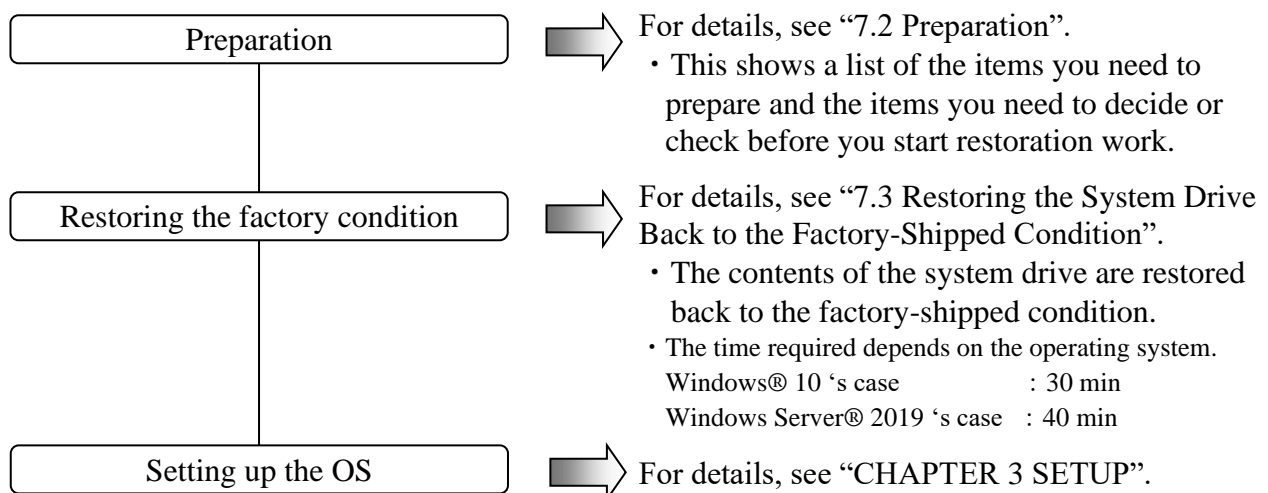 Preparation
For details, see “7.2 Preparation”.
・This shows a list of the items you need to
prepare and the items you need to decide or
check before you start restoration work.
Restoring the factory condition
For details, see “7.3 Restoring the System Drive
Back to the Factory-Shipped Condition”.
・The contents of the system drive are restored
back to the factory-shipped condition.
・The time required depends on the operating system.
Windows® 10 ‘s case : 30 min
Windows Server® 2019 ‘s case : 40 min
Setting up the OS
For details, see “CHAPTER 3 SETUP”.